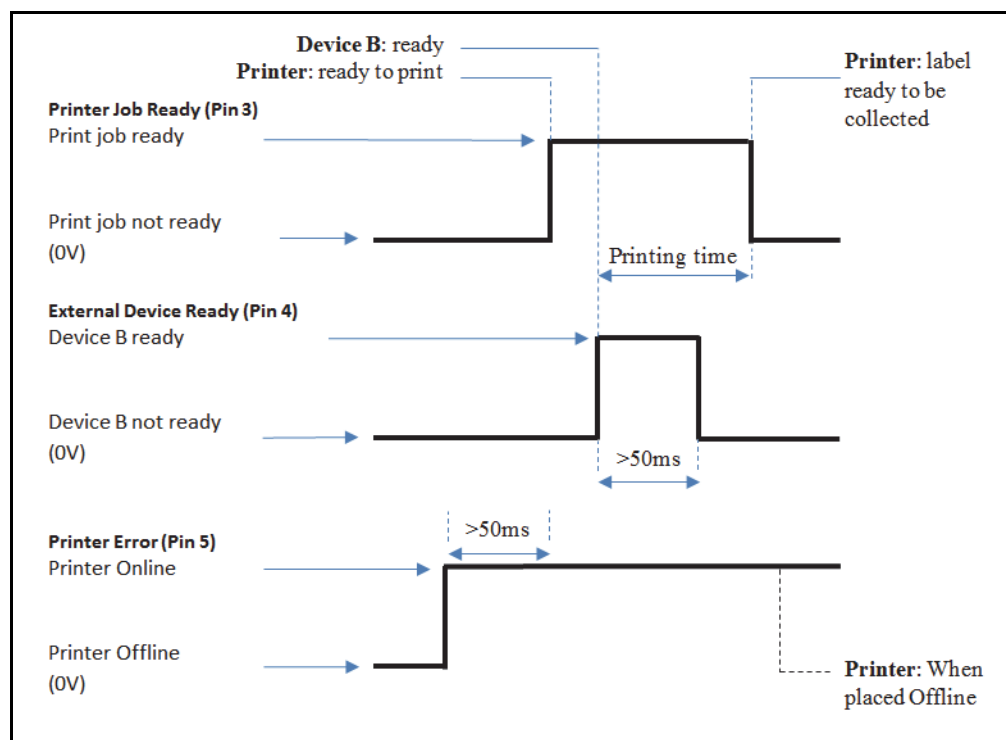 Device B: ready
Printer: ready to print
Printer: label
ready to be
collected
Printer Job Ready (Pin 3)
Print job ready
Print job not ready
(0V)
Printing time
External Device Ready (Pin 4)
Device B ready
Device B not ready
(0V)
>50ms
>50ms
Printer Error (Pin 5)
Printer Online
Printer Offline
(0V)
Printer: When
placed Offline